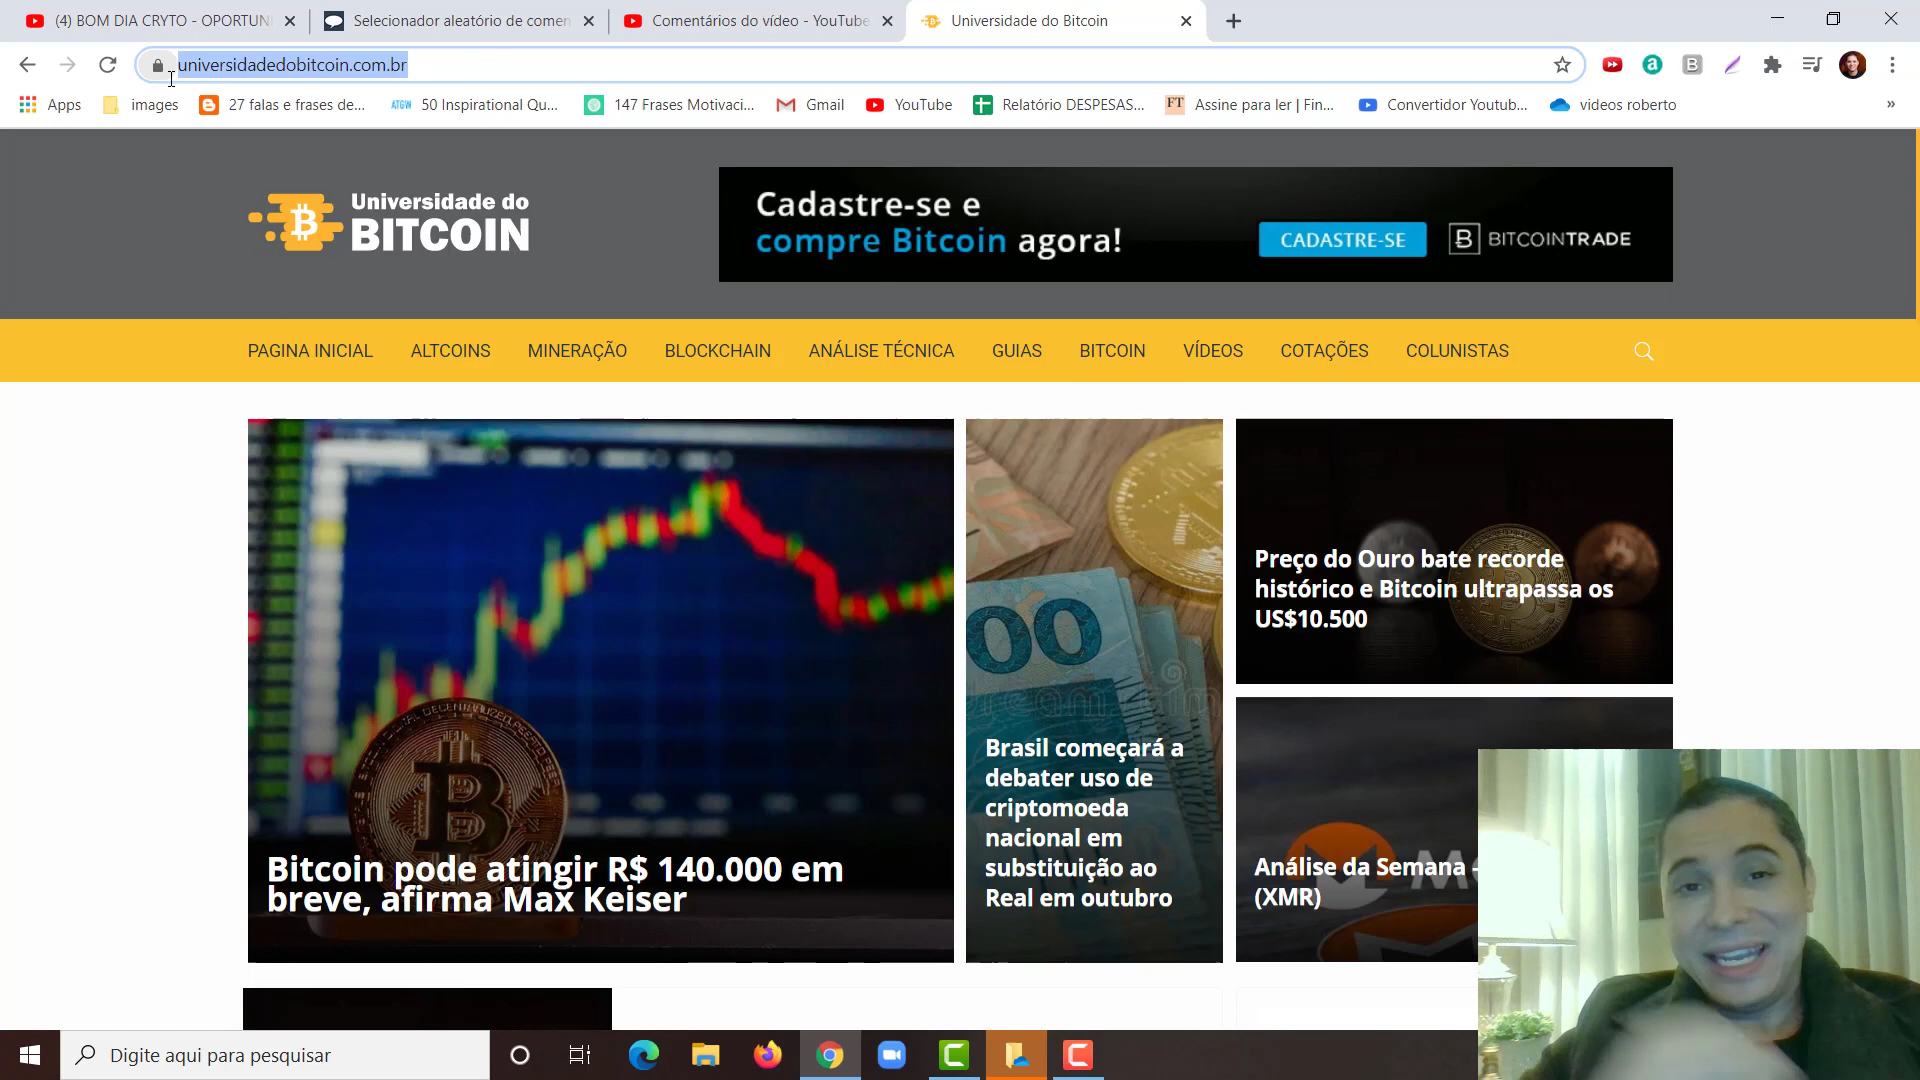 (4) BOM DIA CRYTO - OPORTUN
Selecionador aleatório de comen
Comentários do vídeo - YouTube
Universidade do Bitcoin
universidadedobitcoin.com.br
Apps
images
27 falas e frases de...
ATGW
50 Inspirational Qu...
147 Frases Motivaci...
Gmail
YouTube
Relatório DESPESAS...
FT
Assine para ler | Fin...
Convertidor Youtub...
videos roberto
»
Universidade do
BITCOIN
Cadastre-se e
compre Bitcoin agora!
CADASTRE-SE
BITCOINTRADE
PAGINA INICIAL
ALTCOINS
MINERAÇÃO
BLOCKCHAIN
ANÁLISE TÉCNICA
GUIAS
BITCOIN
VÍDEOS
COTAÇÕES
COLUNISTAS
Bitcoin pode atingir R$ 140.000 em
breve, afirma Max Keiser
Brasil começará a
debater uso de
criptomoeda
nacional em
substituição ao
Real em outubro
Preço do Ouro bate recorde
histórico e Bitcoin ultrapassa os
US$10.500
Análise da Semana -
(XMR)
Digite aqui para pesquisar